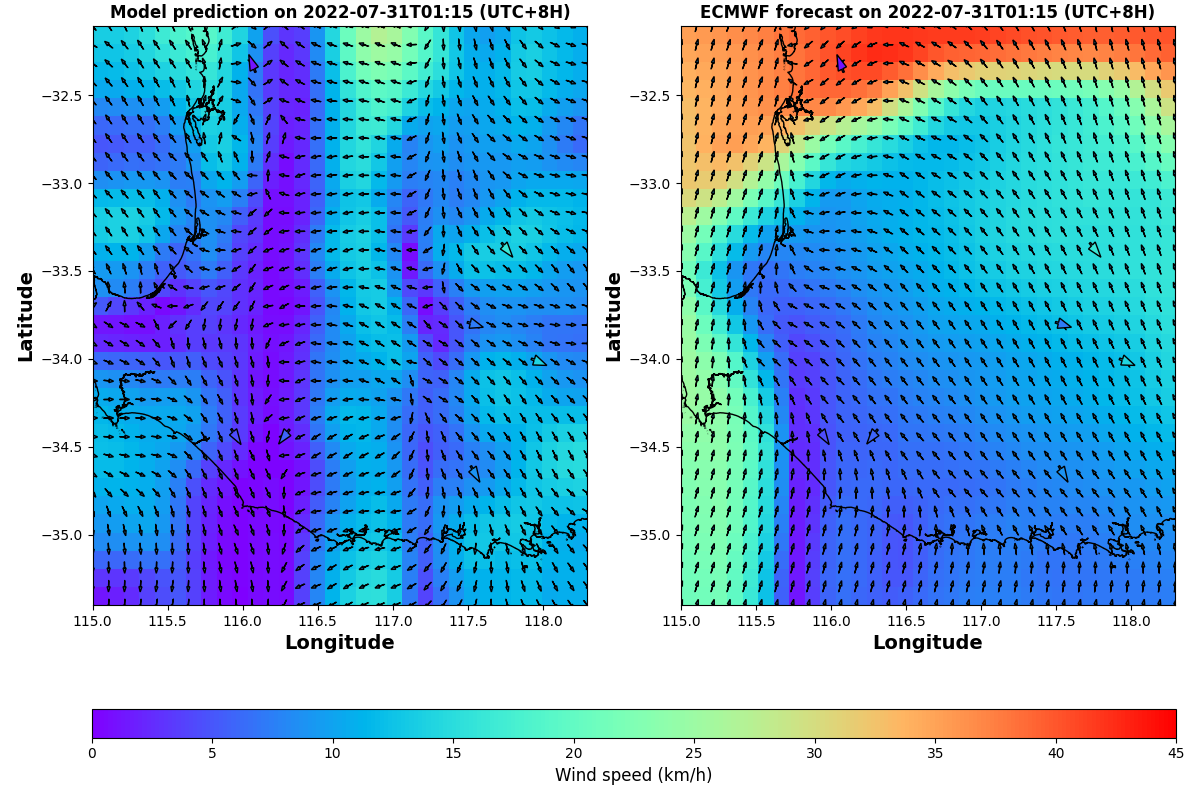 Model prediction on 2022-07-31T01:15 (UTC+8H)
ECMWF forecast on 2022-07-31T01:15 (UTC+8H)
−32.5
−33.0
−33.5
−34.0
−34.5
−35.0
Latitude
−32.5
−33.0
−33.5
−34.0
−34.5
−35.0
Latitude
115.0 115.5 116.0 116.5 117.0 117.5 118.0
115.0 115.5 116.0 116.5 117.0 117.5 118.0
Longitude
Longitude
0 5 10 15 20 25 30 35 40 45
Wind speed (km/h)